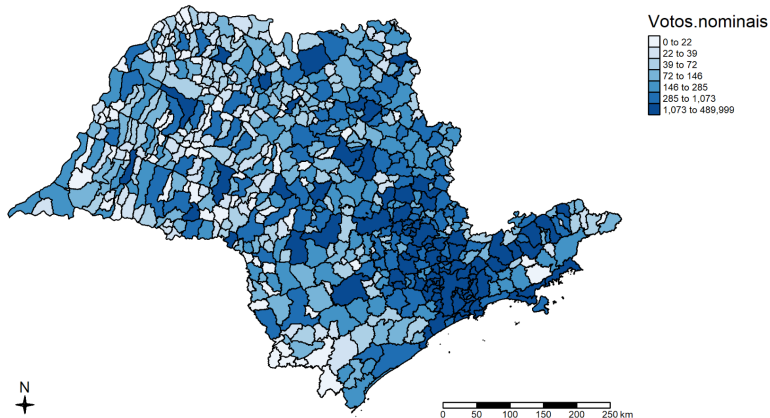 Votos.nominais
0 to 22
22 to 39
39 to 72
72 to 146
146 to 285
285 to 1,073
1,073 to 489,999
N
0 50 100 150 200 250 km